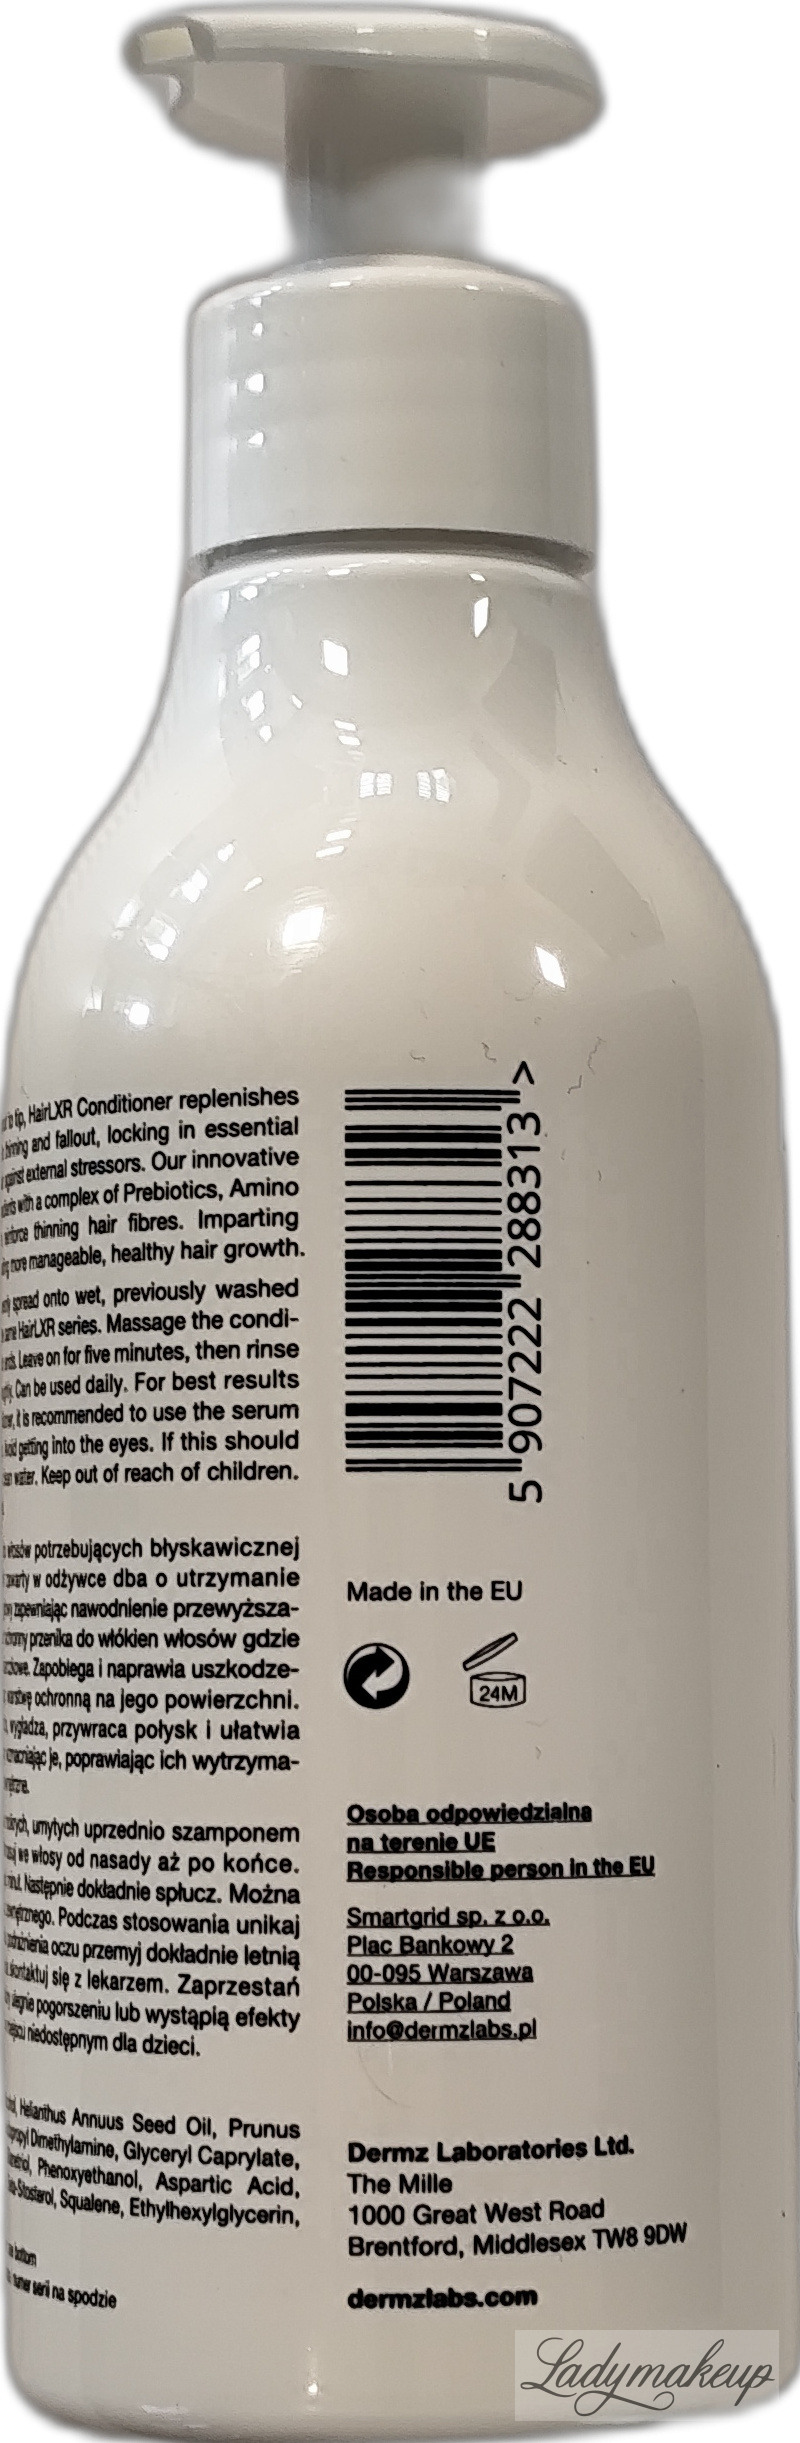 tip, HairLXR Conditioner replenishes
thinning and fallout, locking in essential
against external stressors. Our innovative
with a complex of Prebiotics, Amino
thinning hair fibres. Imparting
more manageable, healthy hair growth.
spread onto wet, previously washed
HairLXR series. Massage the condi-
Leave on for five minutes, then rinse
Can be used daily. For best results
it is recommended to use the serum
getting into the eyes. If this should
water. Keep out of reach of children.
włosów potrzebujących błyskawicznej
zawarty w odżywce dba o utrzymanie
zapewniając nawodnienie przewyższa-
przenika do włókien włosów gdzie
Zapobiega i naprawia uszkodze-
warstwę ochronną na jego powierzchni.
wygładza, przywraca połysk i ułatwia
wzmacniając je, poprawiając ich wytrzyma-
umytych uprzednio szamponem
we włosy od nasady aż po końce.
minut. Następnie dokładnie spłucz. Można
Podczas stosowania unikaj
oczu przemyj dokładnie letnią
skontaktuj się z lekarzem. Zaprzestań
ulegnie pogorszeniu lub wystąpią efekty
niedostępnym dla dzieci.
Helianthus Annuus Seed Oil, Prunus
Dimethylamine, Glyceryl Caprylate,
Phenoxyethanol, Aspartic Acid,
Squalene, Ethylhexylglycerin,
bottom
numer serii na spodzie
5 907222 288313 >
Made in the EU
24M
Osoba odpowiedzialna
na terenie UE
Responsible person in the EU
Smartgrid sp. z o.o.
Plac Bankowy 2
00-095 Warszawa
Polska / Poland
info@dermzlabs.pl
Dermz Laboratories Ltd.
The Mille
1000 Great West Road
Brentford, Middlesex TW8 9DW
dermzlabs.com
Ladymakeup